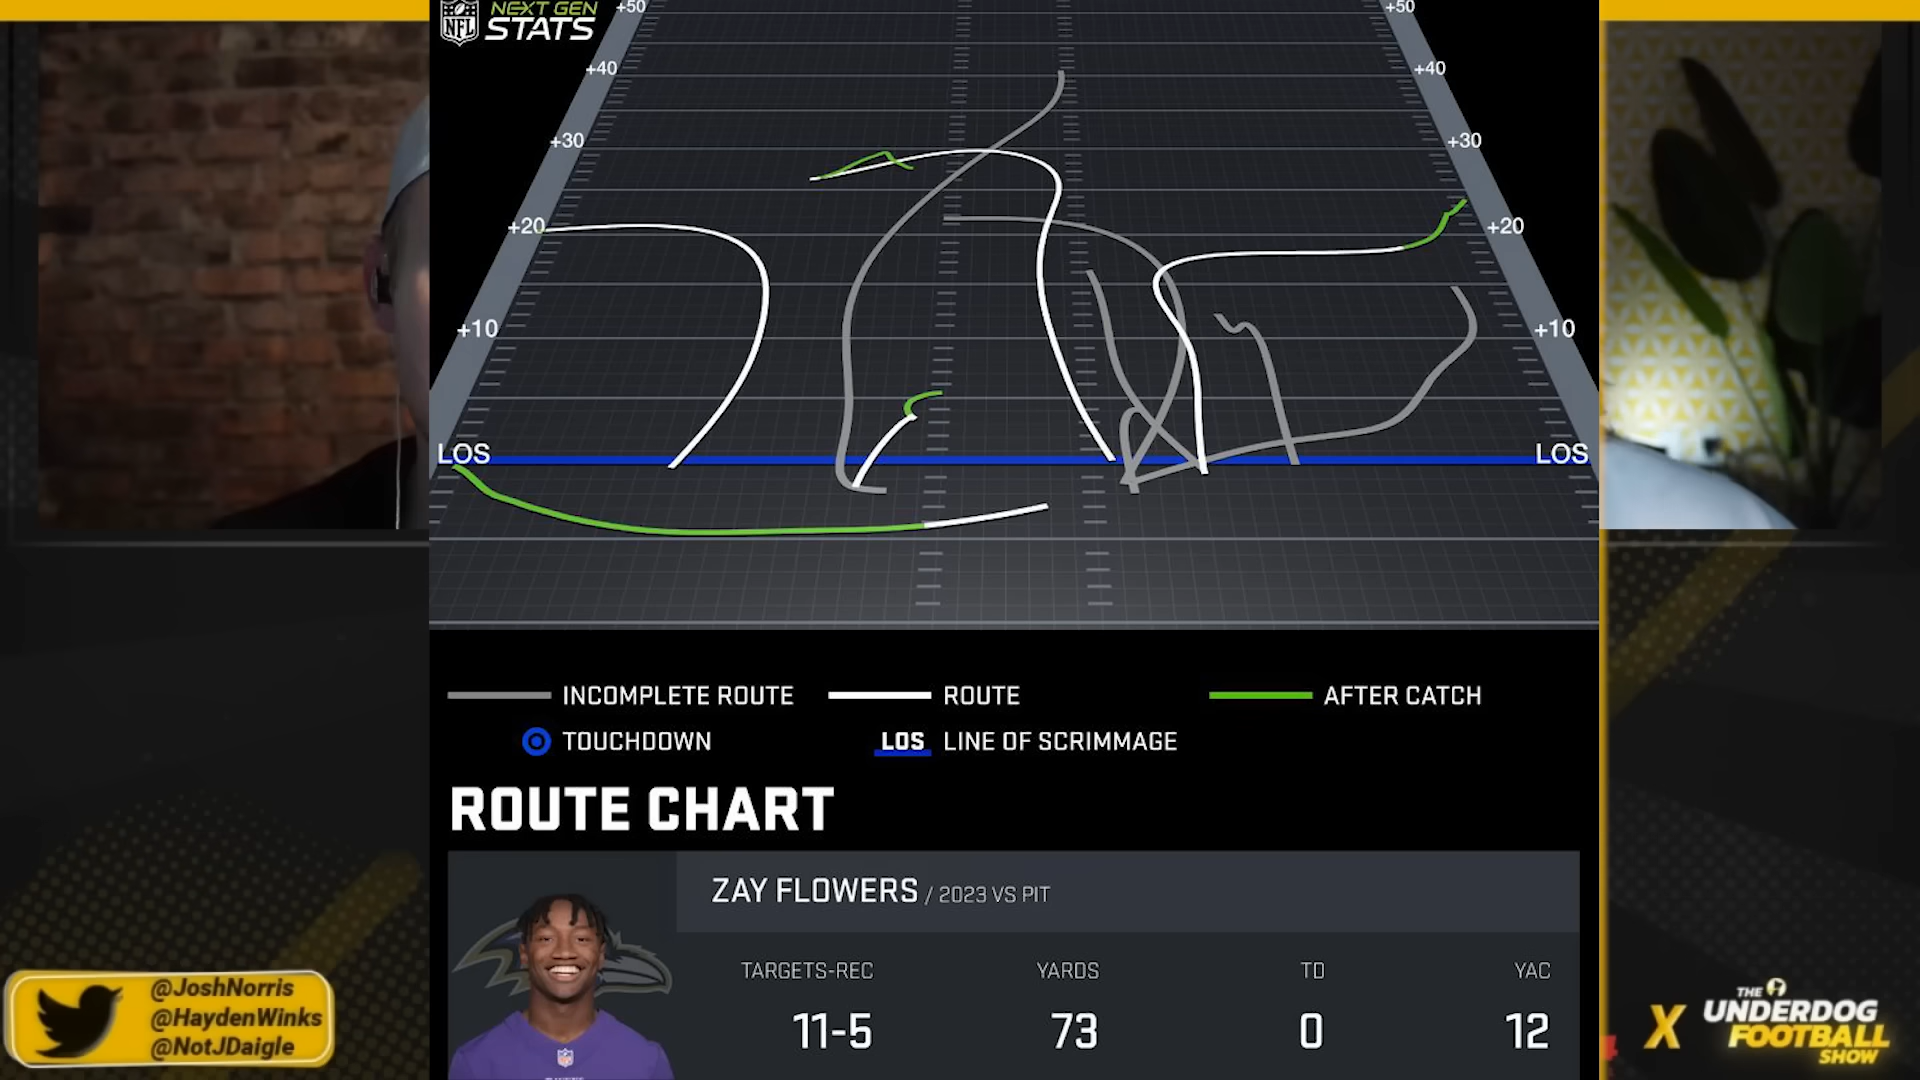 NFL NEXT GEN
STATS
+50 +50
+40 +40
+30 +30
+20 +20
+10 +10
LOS LOS
INCOMPLETE ROUTE ROUTE AFTER CATCH
TOUCHDOWN LOS LINE OF SCRIMMAGE
ROUTE CHART
ZAY FLOWERS / 2023 VS PIT
TARGETS-REC YARDS TD YAC
11-5 73 0 12
@JoshNorris
@HaydenWinks
@NotJDaigle
X THE
UNDERDOG
FOOTBALL
SHOW